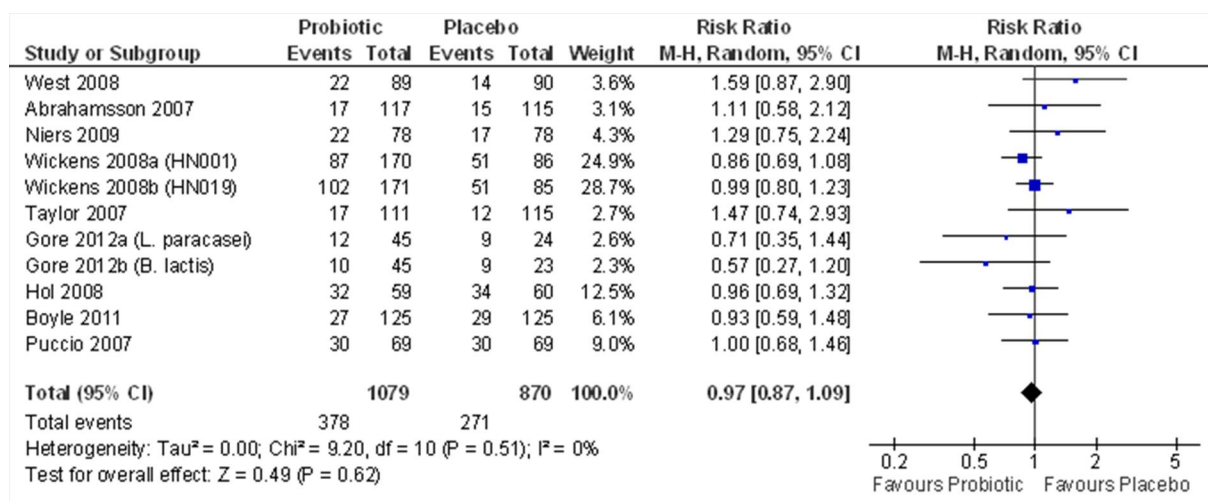 Probiotic Placebo Risk Ratio Risk Ratio
Study or Subgroup Events Total Events Total Weight M-H, Random, 95% CI M-H, Random, 95% CI
West 2008 22 89 14 90 3.6% 1.59 [0.87, 2.90]
Abrahamsson 2007 17 117 15 115 3.1% 1.11 [0.58, 2.12]
Niers 2009 22 78 17 78 4.3% 1.29 [0.75, 2.24]
Wickens 2008a (HN001) 87 170 51 86 24.9% 0.86 [0.69, 1.08]
Wickens 2008b (HN019) 102 171 51 85 28.7% 0.99 [0.80, 1.23]
Taylor 2007 17 111 12 115 2.7% 1.47 [0.74, 2.93]
Gore 2012a (L. paracasei) 12 45 9 24 2.6% 0.71 [0.35, 1.44]
Gore 2012b (B. lactis) 10 45 9 23 2.3% 0.57 [0.27, 1.20]
Hol 2008 32 59 34 60 12.5% 0.96 [0.69, 1.32]
Boyle 2011 27 125 29 125 6.1% 0.93 [0.59, 1.48]
Puccio 2007 30 69 30 69 9.0% 1.00 [0.68, 1.46]
Total (95% CI) 1079 870 100.0% 0.97 [0.87, 1.09]
Total events 378 271
Heterogeneity: Tau² = 0.00; Chi² = 9.20, df = 10 (P = 0.51); I² = 0%
Test for overall effect: Z = 0.49 (P = 0.62)
0.2 0.5 1 2 5
Favours Probiotic Favours Placebo